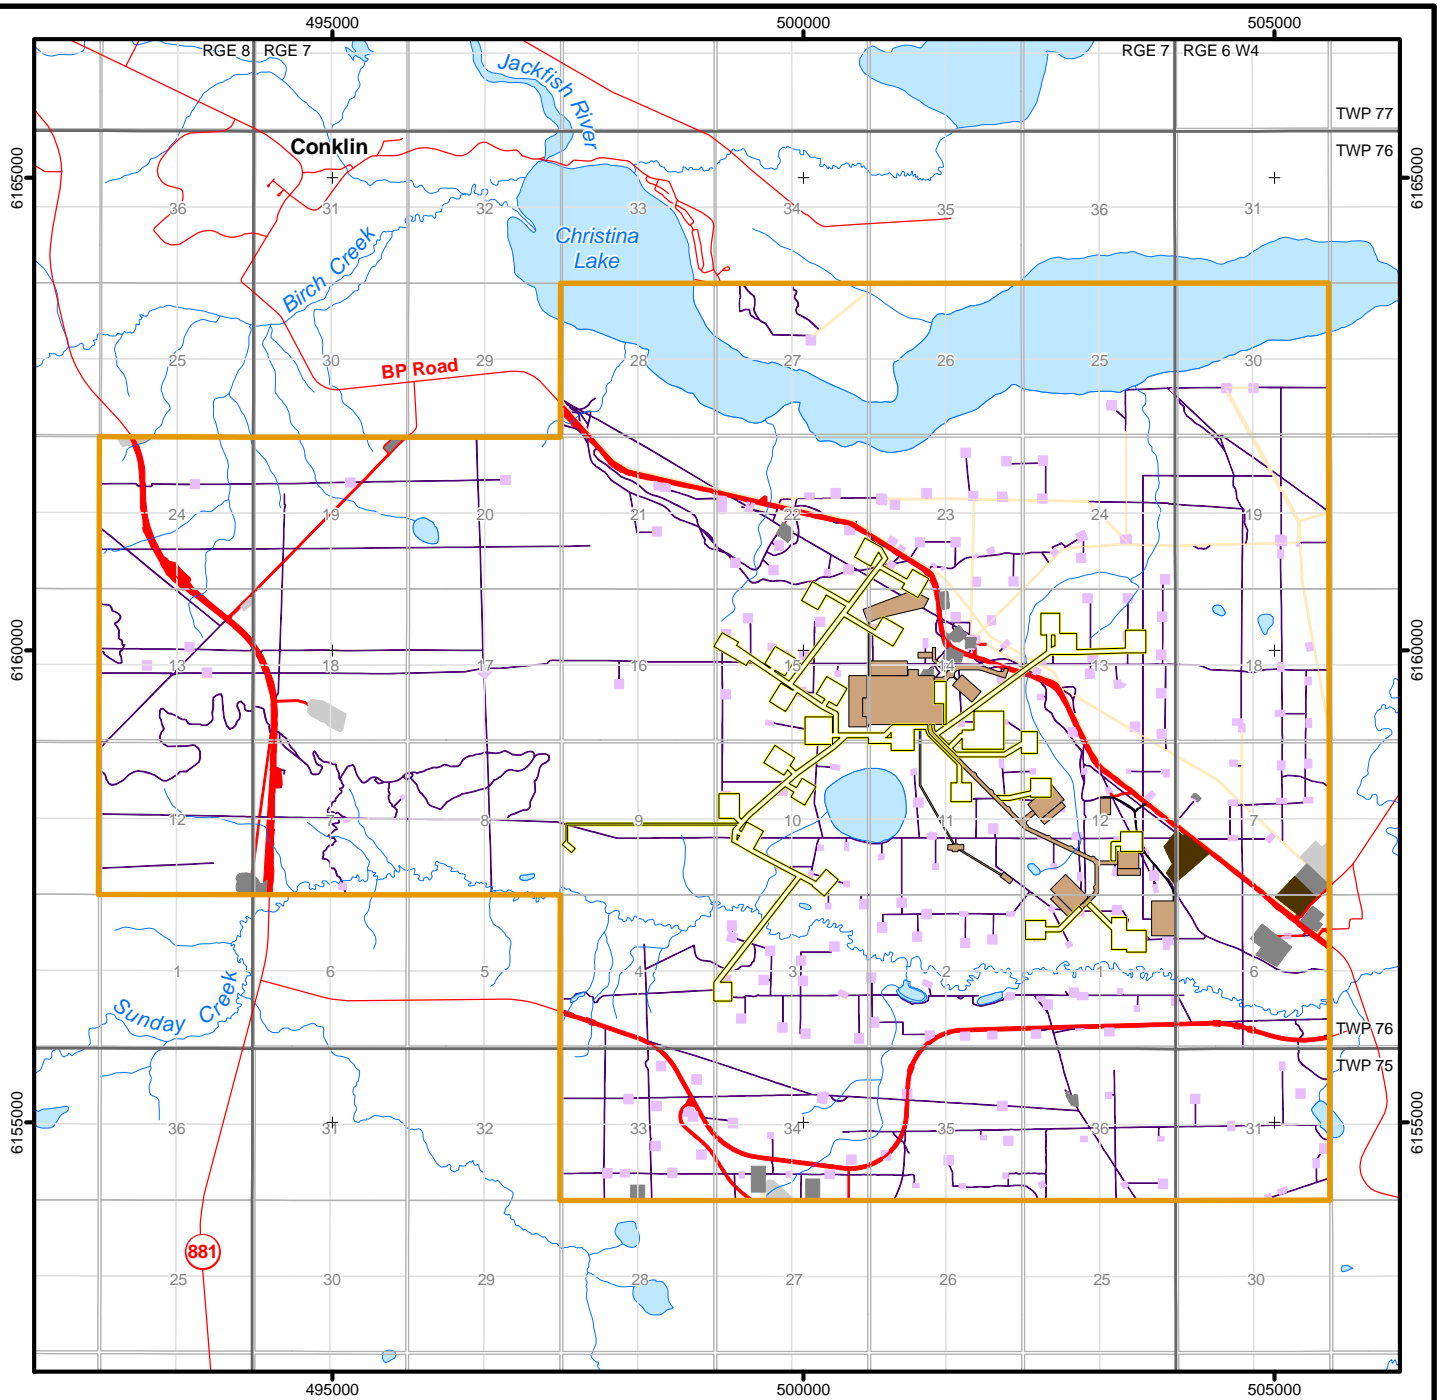 495000 500000 505000
RGE 8 RGE 7 RGE 7 RGE 6 W4
Jackfish River
TWP 77
Conklin
TWP 76
6165000 6165000
36 31 32 33 34 35 36 31
Christina
Lake
Birch Creek
25 30 29 28 27 26 25 30
BP Road
24 19 20 21 22 23 24 19
6160000 6160000
13 18 17 16 15 14 13 18
12 7 8 9 10 11 12 7
1 6 5 4 3 2 1 6
Sunday Creek
TWP 76
TWP 75
6155000 6155000
36 31 32 33 34 35 36 31
881
25 30 29 28 27 26 25 30
495000 500000 505000